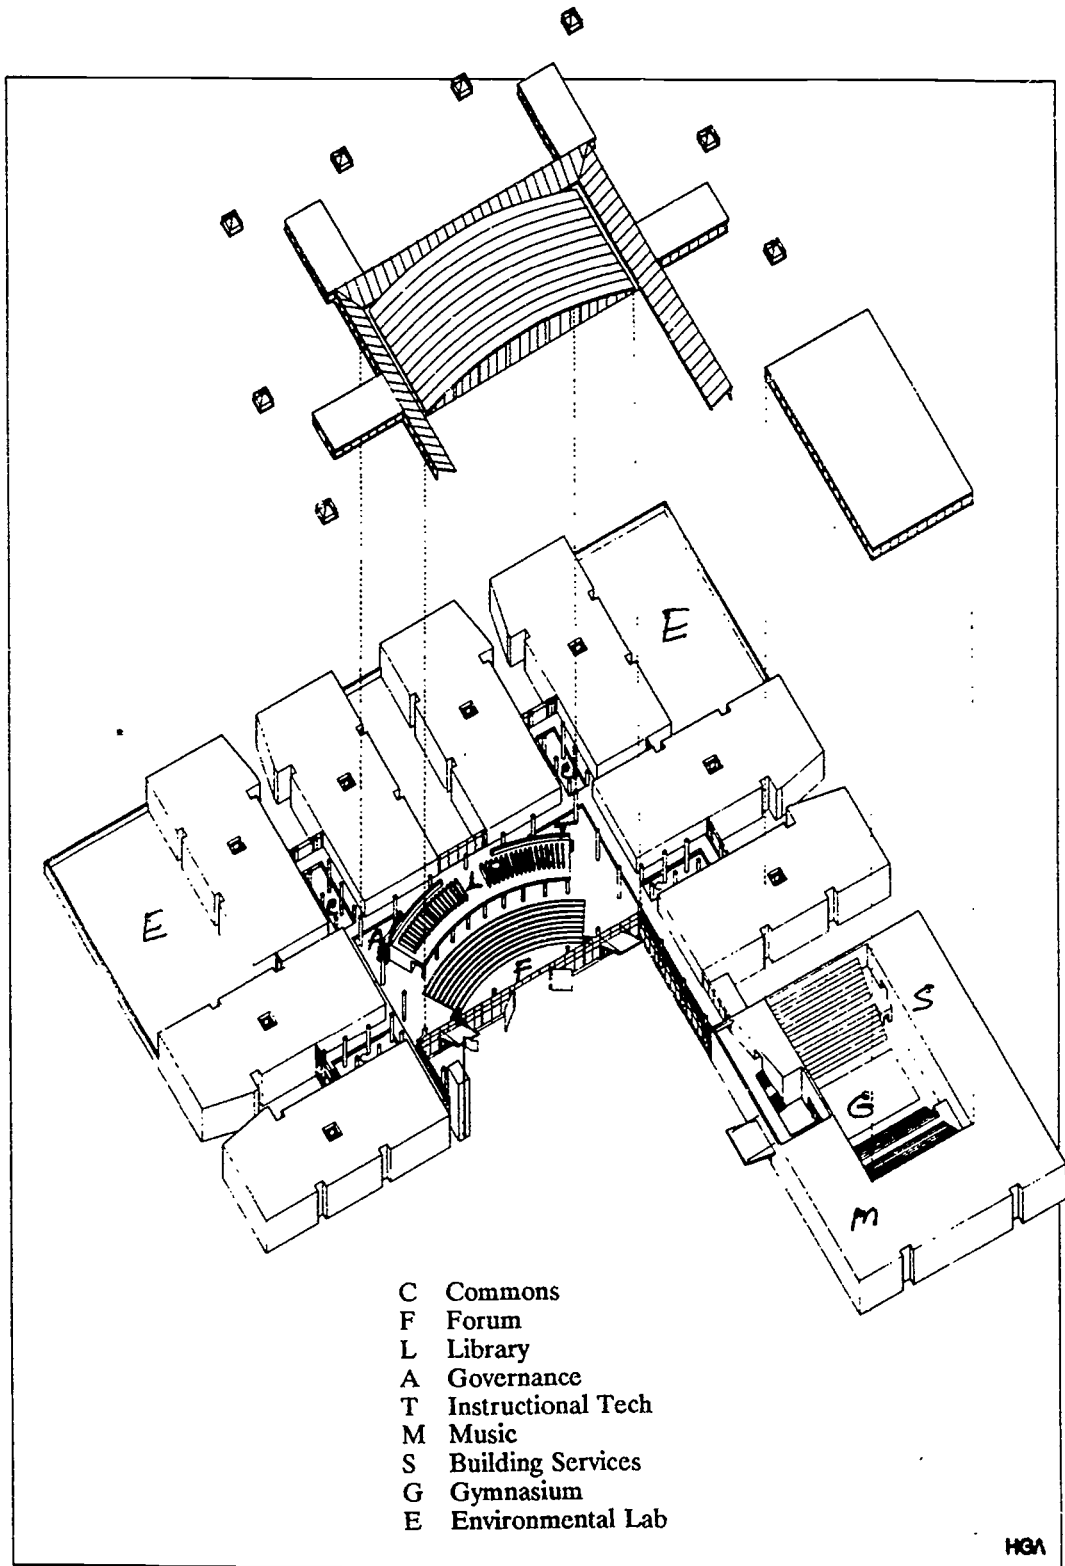 E
E
C
L
C
A
F
S
G
M
C Commons
F Forum
L Library
A Governance
T Instructional Tech
M Music
S Building Services
G Gymnasium
E Environmental Lab
HGA